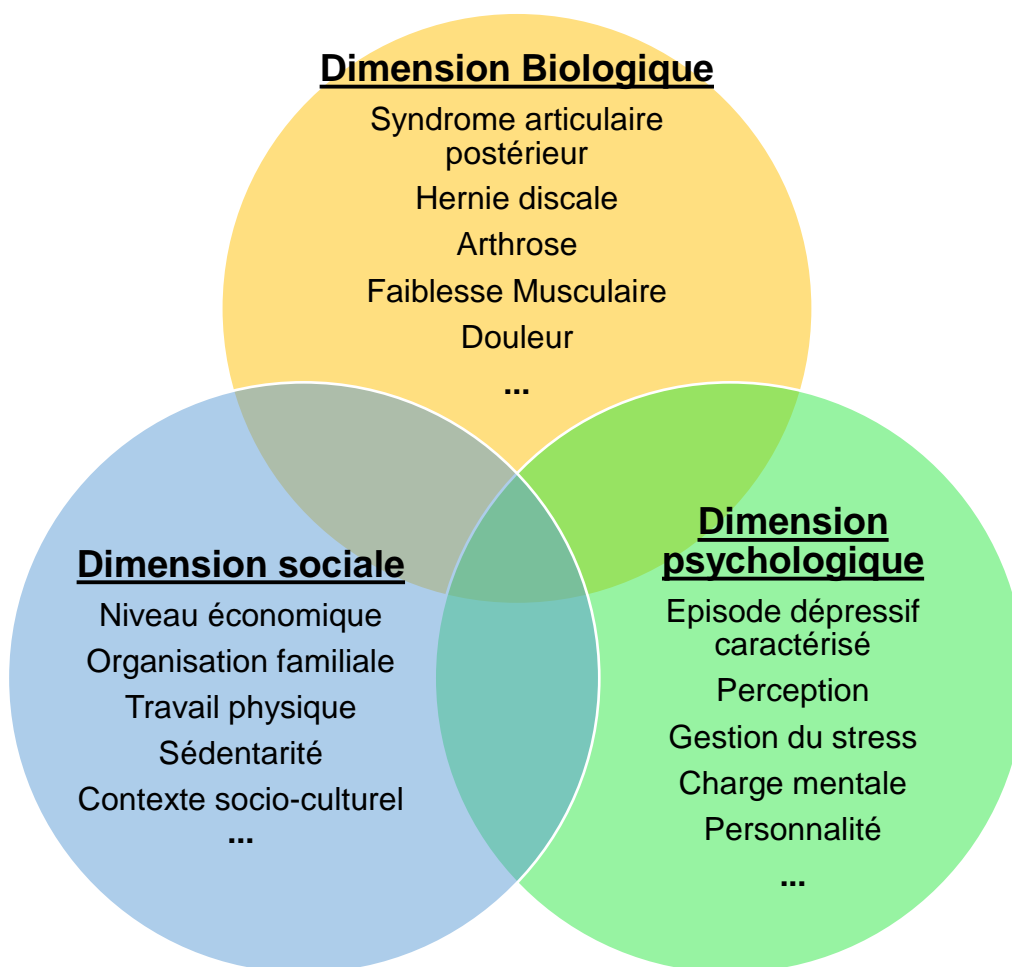 Dimension Biologique
Syndrome articulaire
postérieur
Hernie discale
Arthrose
Faiblesse Musculaire
Douleur
...
Dimension sociale
Niveau économique
Organisation familiale
Travail physique
Sédentarité
Contexte socio-culturel
...
Dimension
psychologique
Episode dépressif
caractérisé
Perception
Gestion du stress
Charge mentale
Personnalité
...